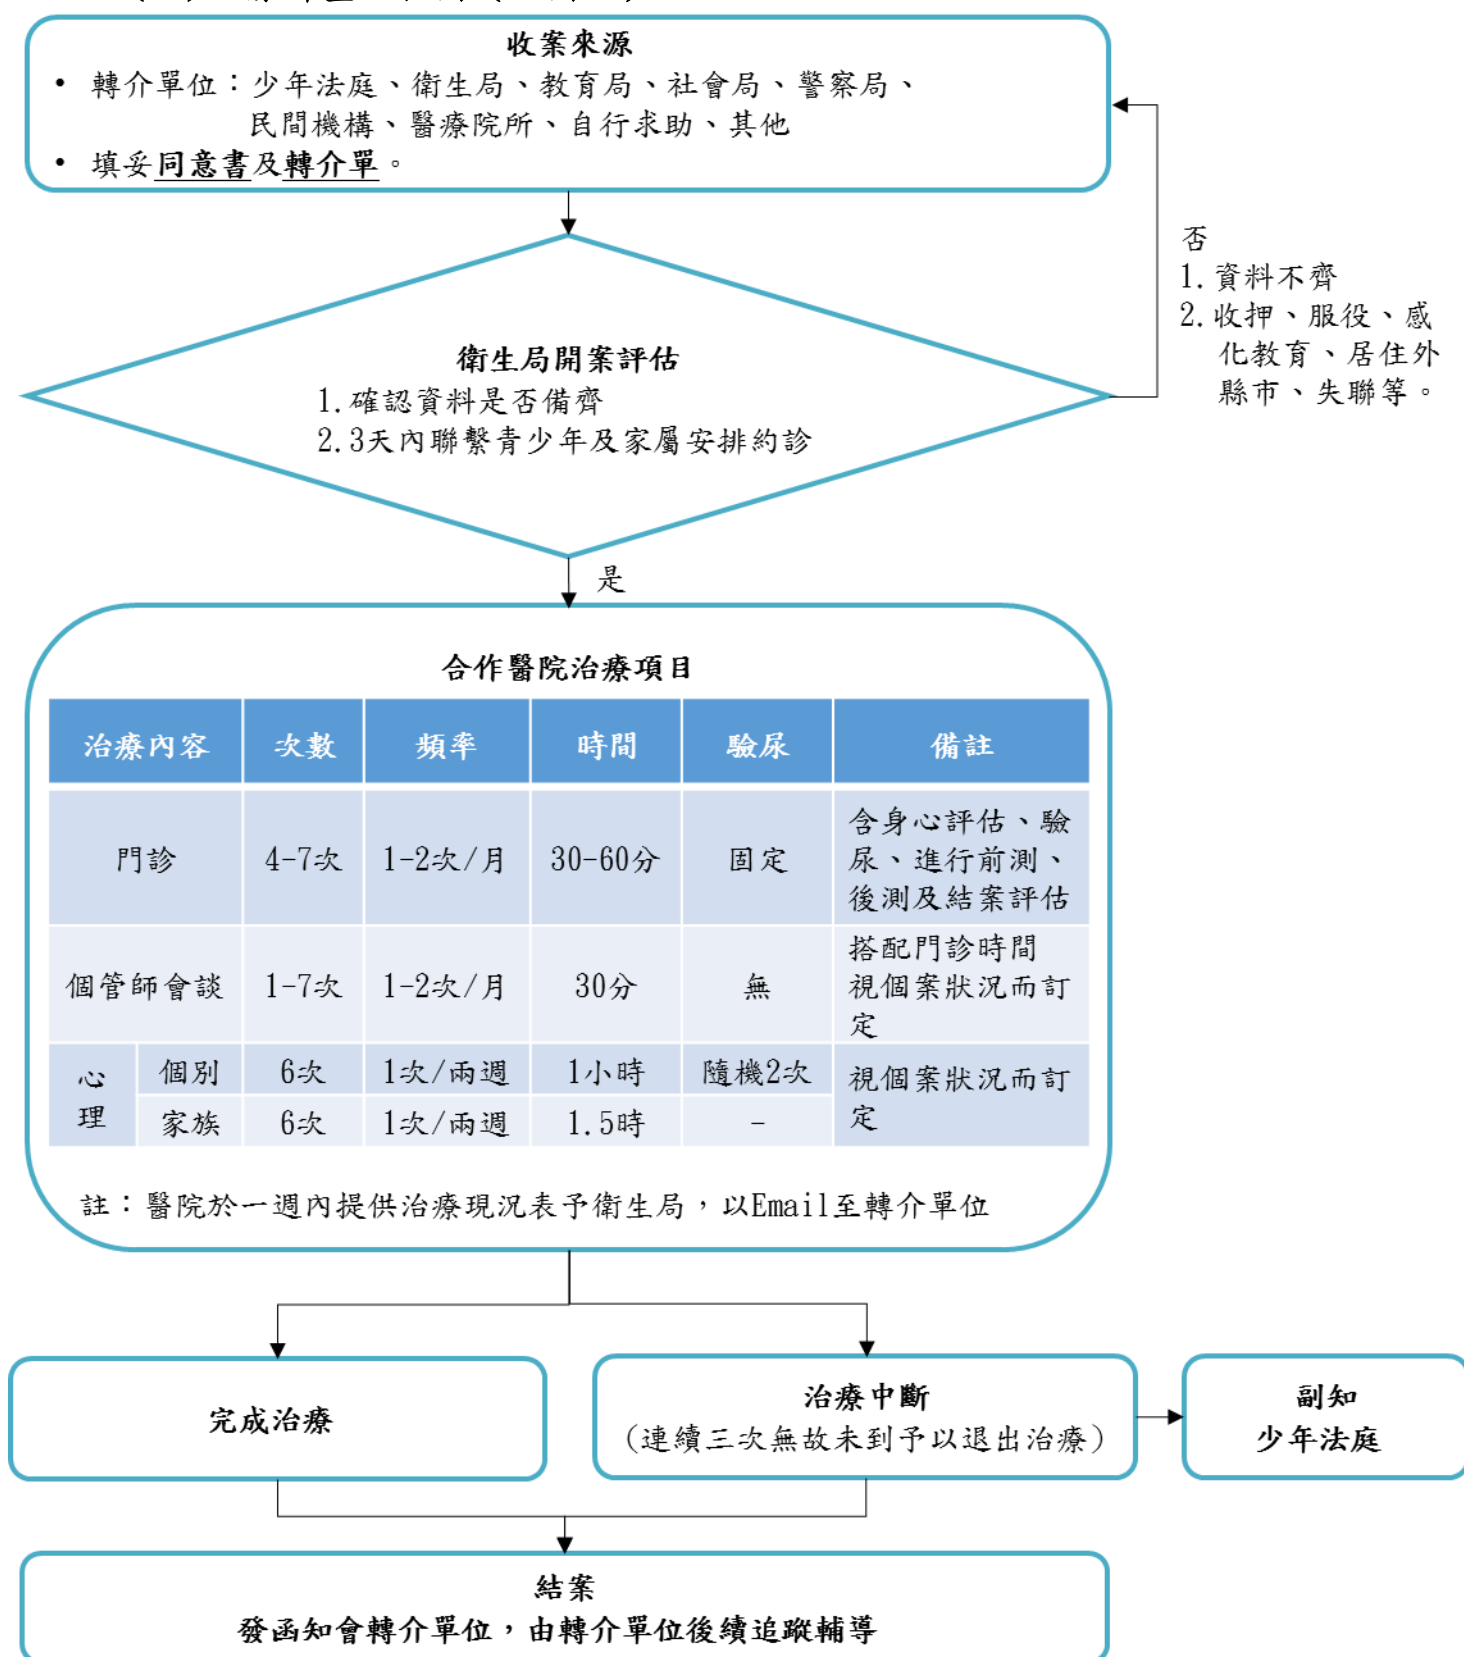 收案來源
• 轉介單位：少年法庭、衛生局、教育局、社會局、警察局、
民間機構、醫療院所、自行求助、其他
• 填妥同意書及轉介單。
否
1.資料不齊
2.收押、服役、感
化教育、居住外
縣市、失聯等。
衛生局開案評估
1.確認資料是否備齊
2.3天內聯繫青少年及家屬安排約診
是
合作醫院治療項目
治療內容 次數 頻率 時間 驗尿 備註
門診 4-7次 1-2次/月 30-60分 固定 含身心評估、驗
尿、進行前測、
後測及結案評估
個管師會談 1-7次 1-2次/月 30分 無 搭配門診時間
視個案狀況而訂
定
心
理
個別 6次 1次/兩週 1小時 隨機2次 視個案狀況而訂
定
家族 6次 1次/兩週 1.5時 -
註：醫院於一週內提供治療現況表予衛生局，以Email至轉介單位
完成治療
治療中斷
(連續三次無故未到予以退出治療)
副知
少年法庭
結案
發函知會轉介單位，由轉介單位後續追蹤輔導